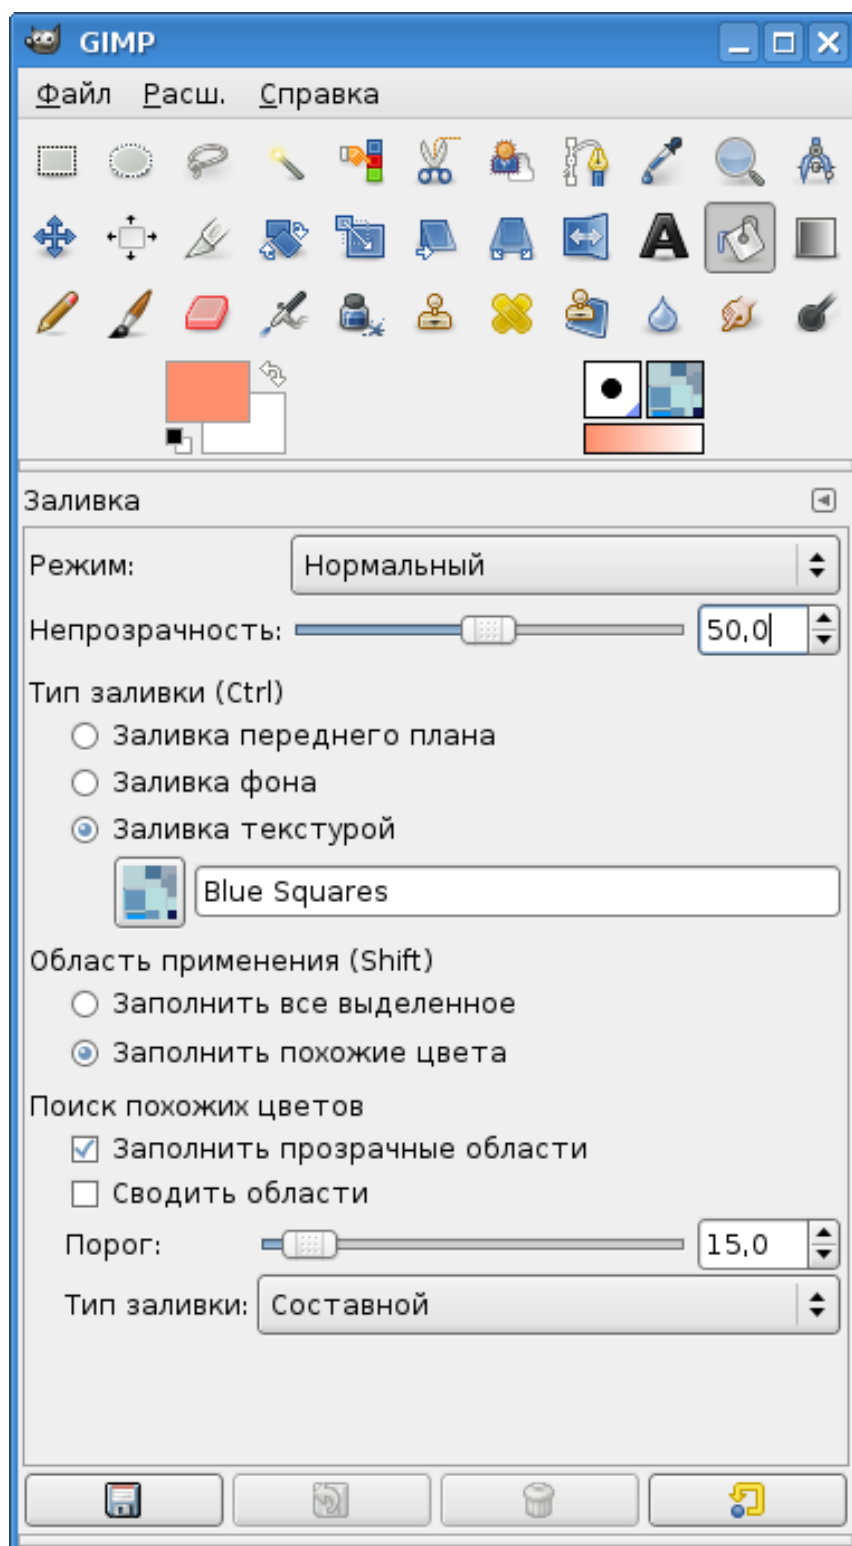 GIMP
Файл Расш. Справка
Заливка
Режим: Нормальный
Непрозрачность: 50,0
Тип заливки (Ctrl)
Заливка переднего плана
Заливка фона
Заливка текстурой
Blue Squares
Область применения (Shift)
Заполнить все выделенное
Заполнить похожие цвета
Поиск похожих цветов
Заполнить прозрачные области
Сводить области
Порог: 15,0
Тип заливки: Составной